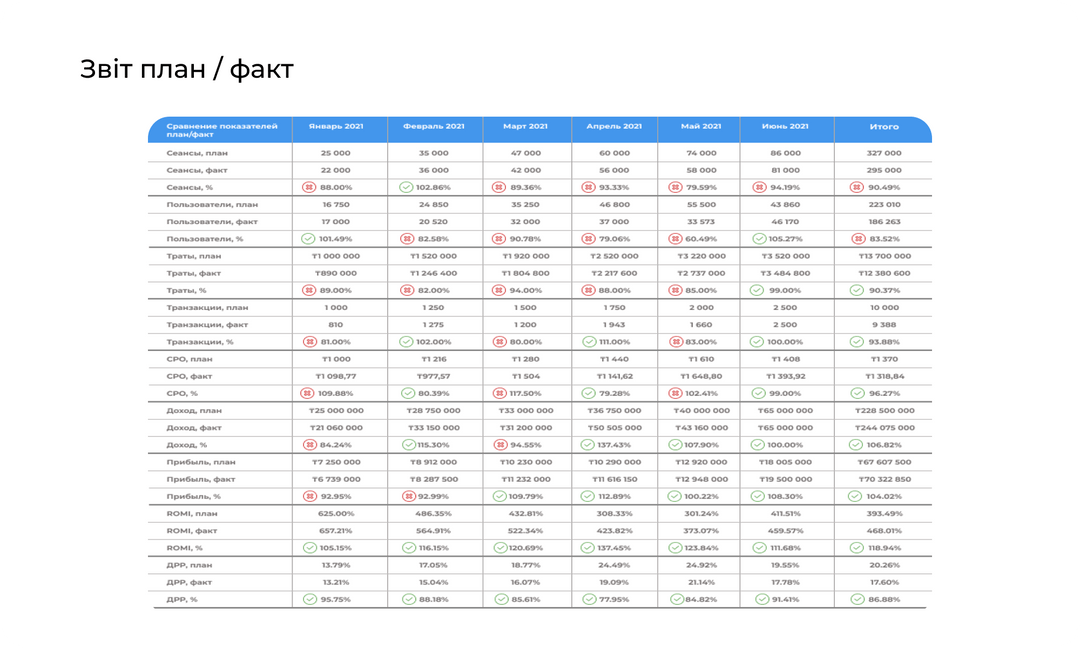 Звіт план / факт
Сравнение показателей план/факт Январь 2021 Февраль 2021 Март 2021 Апрель 2021 Май 2021 Июнь 2021 Итого
Сеансы, план 25 000 35 000 47 000 60 000 74 000 86 000 327 000
Сеансы, факт 22 000 36 000 42 000 56 000 58 000 81 000 295 000
Сеансы, % 88.00% 102.86% 89.36% 93.33% 79.59% 94.19% 90.49%
Пользователи, план 16 750 24 850 35 250 46 800 55 500 43 860 223 010
Пользователи, факт 17 000 20 520 32 000 37 000 33 573 46 170 186 263
Пользователи, % 101.49% 82.58% 90.78% 79.06% 60.49% 105.27% 83.52%
Траты, план ₸1 000 000 ₸1 520 000 ₸1 920 000 ₸2 520 000 ₸3 220 000 ₸3 520 000 ₸13 700 000
Траты, факт ₸890 000 ₸1 246 400 ₸1 804 800 ₸2 217 600 ₸2 737 000 ₸3 484 800 ₸12 380 600
Траты, % 89.00% 82.00% 94.00% 88.00% 85.00% 99.00% 90.37%
Транзакции, план 1 000 1 250 1 500 1 750 2 000 2 500 10 000
Транзакции, факт 810 1 275 1 200 1 943 1 660 2 500 9 388
Транзакции, % 81.00% 102.00% 80.00% 111.00% 83.00% 100.00% 93.88%
CPO, план ₸1 000 ₸1 216 ₸1 280 ₸1 440 ₸1 610 ₸1 408 ₸1 370
CPO, факт ₸1 098,77 ₸977,57 ₸1 504 ₸1 141,62 ₸1 648,80 ₸1 393,92 ₸1 318,84
CPO, % 109.88% 80.39% 117.50% 79.28% 102.41% 99.00% 96.27%
Доход, план ₸25 000 000 ₸28 750 000 ₸33 000 000 ₸36 750 000 ₸40 000 000 ₸65 000 000 ₸228 500 000
Доход, факт ₸21 060 000 ₸33 150 000 ₸31 200 000 ₸50 505 000 ₸43 160 000 ₸65 000 000 ₸244 075 000
Доход, % 84.24% 115.30% 94.55% 137.43% 107.90% 100.00% 106.82%
Прибыль, план ₸7 250 000 ₸8 912 000 ₸10 230 000 ₸10 290 000 ₸12 920 000 ₸18 005 000 ₸67 607 500
Прибыль, факт ₸6 739 000 ₸8 287 500 ₸11 232 000 ₸11 616 150 ₸12 948 000 ₸19 500 000 ₸70 322 850
Прибыль, % 92.95% 92.99% 109.79% 112.89% 100.22% 108.30% 104.02%
ROMI, план 625.00% 486.35% 432.81% 308.33% 301.24% 411.51% 393.49%
ROMI, факт 657.21% 564.91% 522.34% 423.82% 373.07% 459.57% 468.01%
ROMI, % 105.15% 116.15% 120.69% 137.45% 123.84% 111.68% 118.94%
ДРР, план 13.79% 17.05% 18.77% 24.49% 24.92% 19.55% 20.26%
ДРР, факт 13.21% 15.04% 16.07% 19.09% 21.14% 17.78% 17.60%
ДРР, % 95.75% 88.18% 85.61% 77.95% 84.82% 91.41% 86.88%